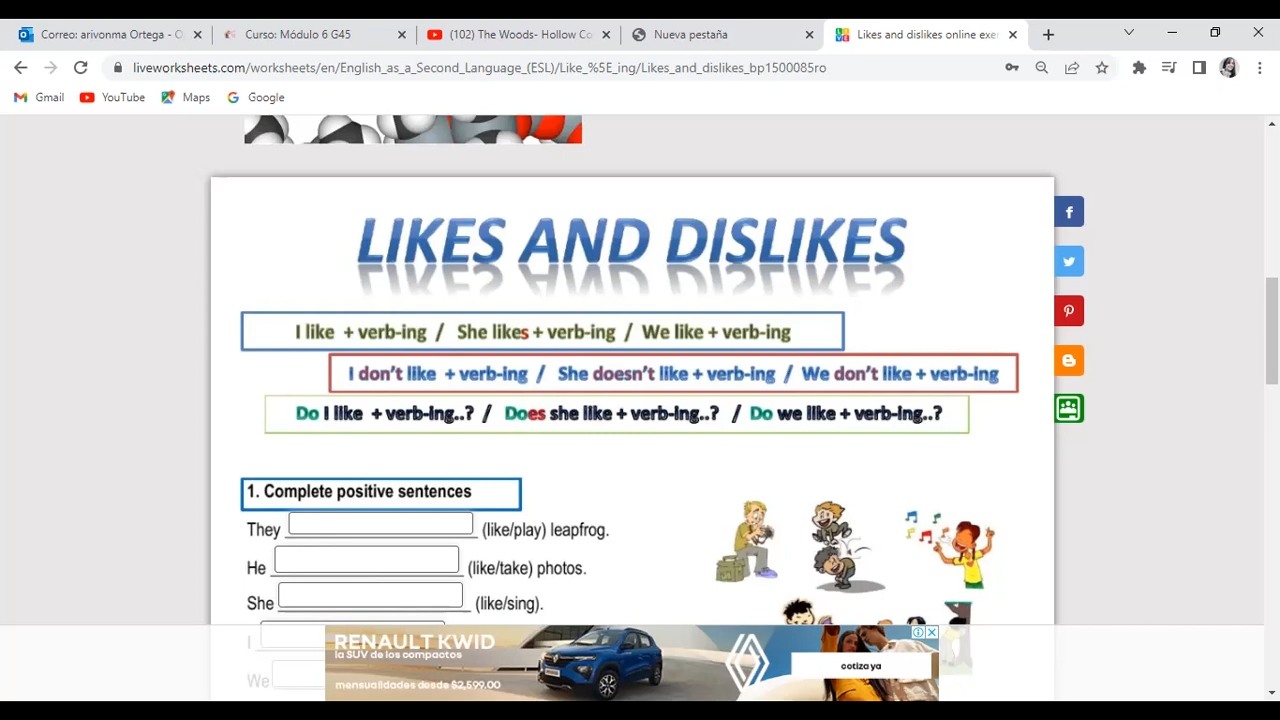 Correo: arivonma Ortega - O
Curso: Módulo 6 G45
(102) The Woods- Hollow Co
Nueva pestaña
Likes and dislikes online exer
liveworksheets.com/worksheets/en/English_as_a_Second_Language_(ESL)/Like_%5E_ing/Likes_and_dislikes_bp1500085ro
Gmail YouTube Maps Google
LIKES AND DISLIKES
I like + verb-ing / She likes + verb-ing / We like + verb-ing
I don't like + verb-ing / She doesn't like + verb-ing / We don't like + verb-ing
Do I like + verb-ing..? / Does she like + verb-ing..? / Do we like + verb-ing..?
1. Complete positive sentences
They (like/play) leapfrog.
He (like/take) photos.
She (like/sing).
I
We
RENAULT KWID
la SUV de los compactos
mensualidades desde $2,599.00
cotiza ya